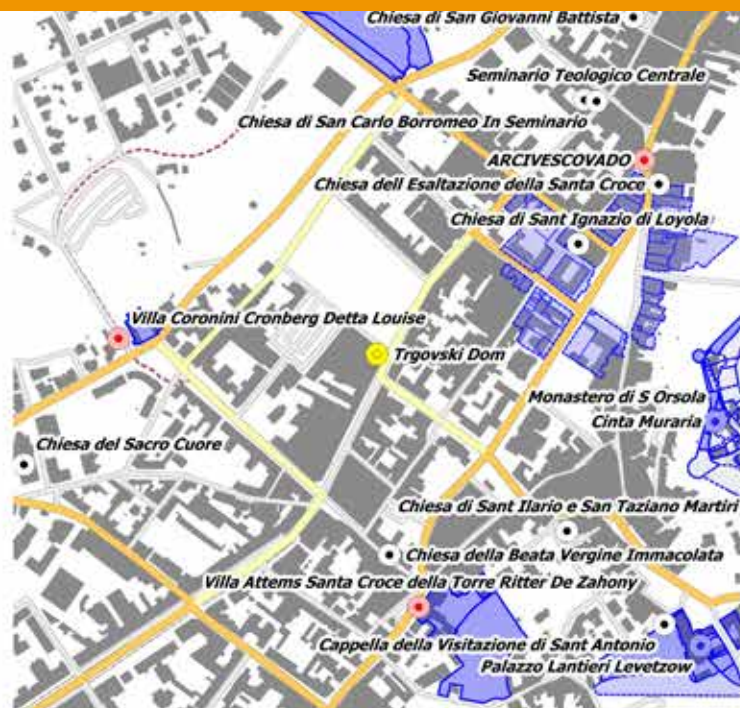 Chiesa di San Giovanni Battista
Seminario Teologico Centrale
Chiesa di San Carlo Borromeo In Seminario
ARCIVESCOVADO
Chiesa dell Esaltazione della Santa Croce
Chiesa di Sant Ignazio di Loyola
Villa Coronini Cronberg Detta Louise
Trgovski Dom
Monastero di S Orsola
Cinta Muraria
Chiesa del Sacro Cuore
Chiesa di Sant Ilario e San Taziano Martiri
Chiesa della Beata Vergine Immacolata
Villa Attems Santa Croce della Torre Ritter De Zahony
Cappella della Visitazione di Sant Antonio
Palazzo Lantieri Levetzow